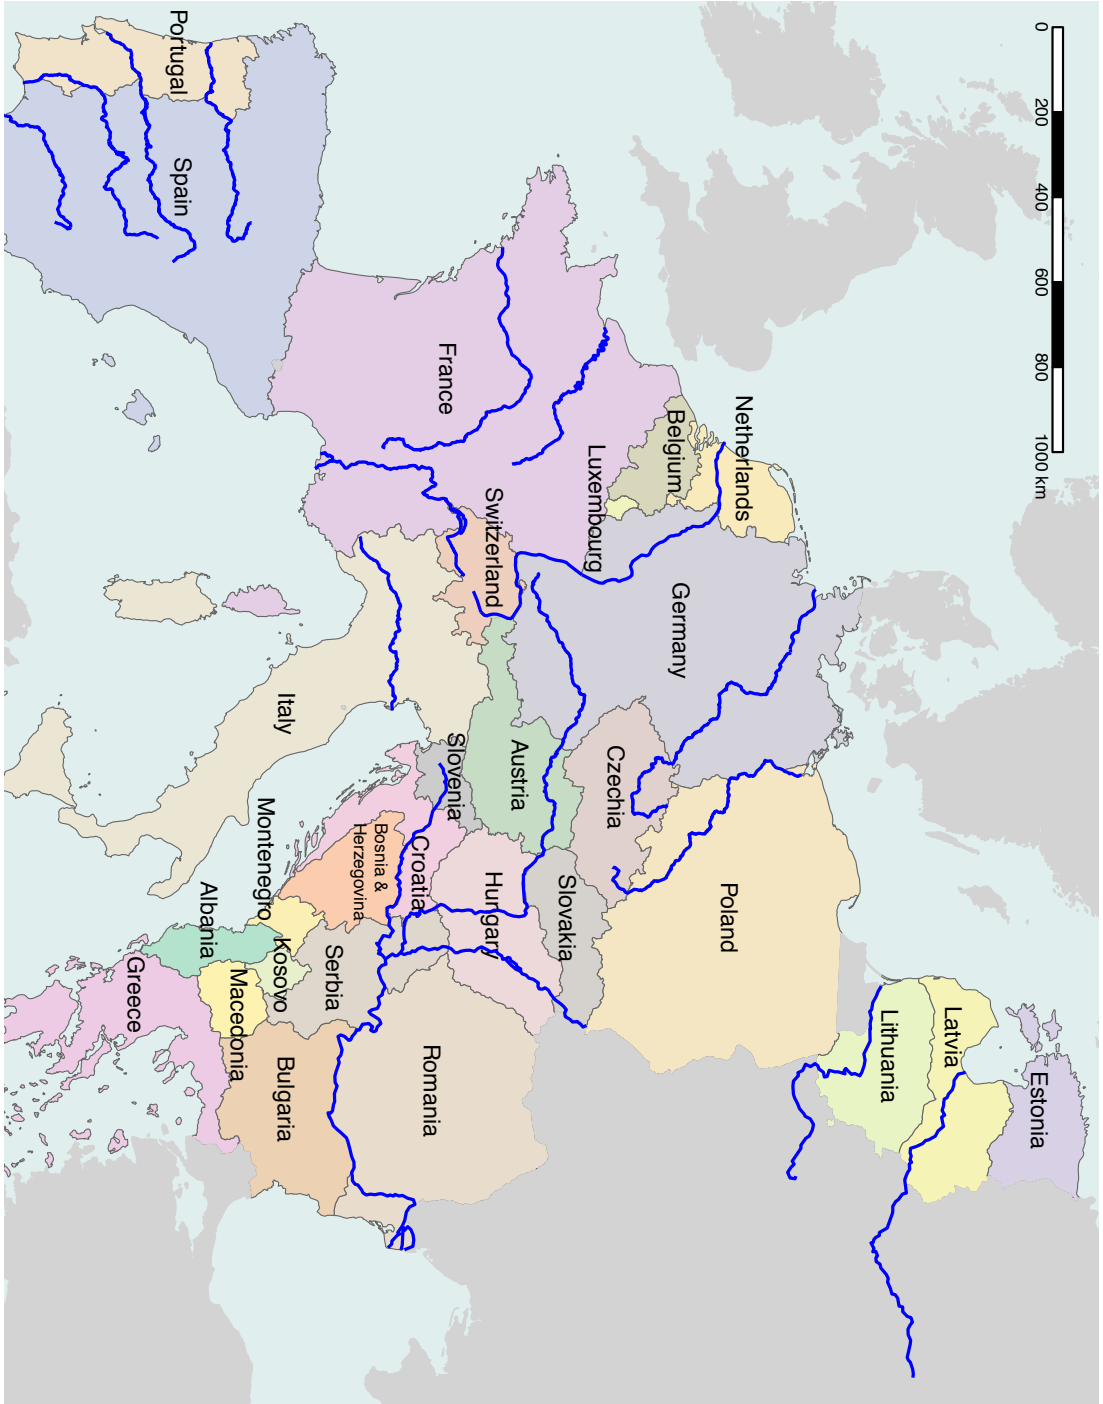 0
200
400
600
800
1000 km
Estonia
Latvia
Lithuania
Netherlands
Belgium
Luxembourg
Germany
Poland
Czechia
Slovakia
France
Switzerland
Austria
Hungary
Slovenia
Croatia
Romania
Bosnia &
Herzegovina
Serbia
Italy
Montenegro
Kosovo
Bulgaria
Macedonia
Albania
Greece
Portugal
Spain